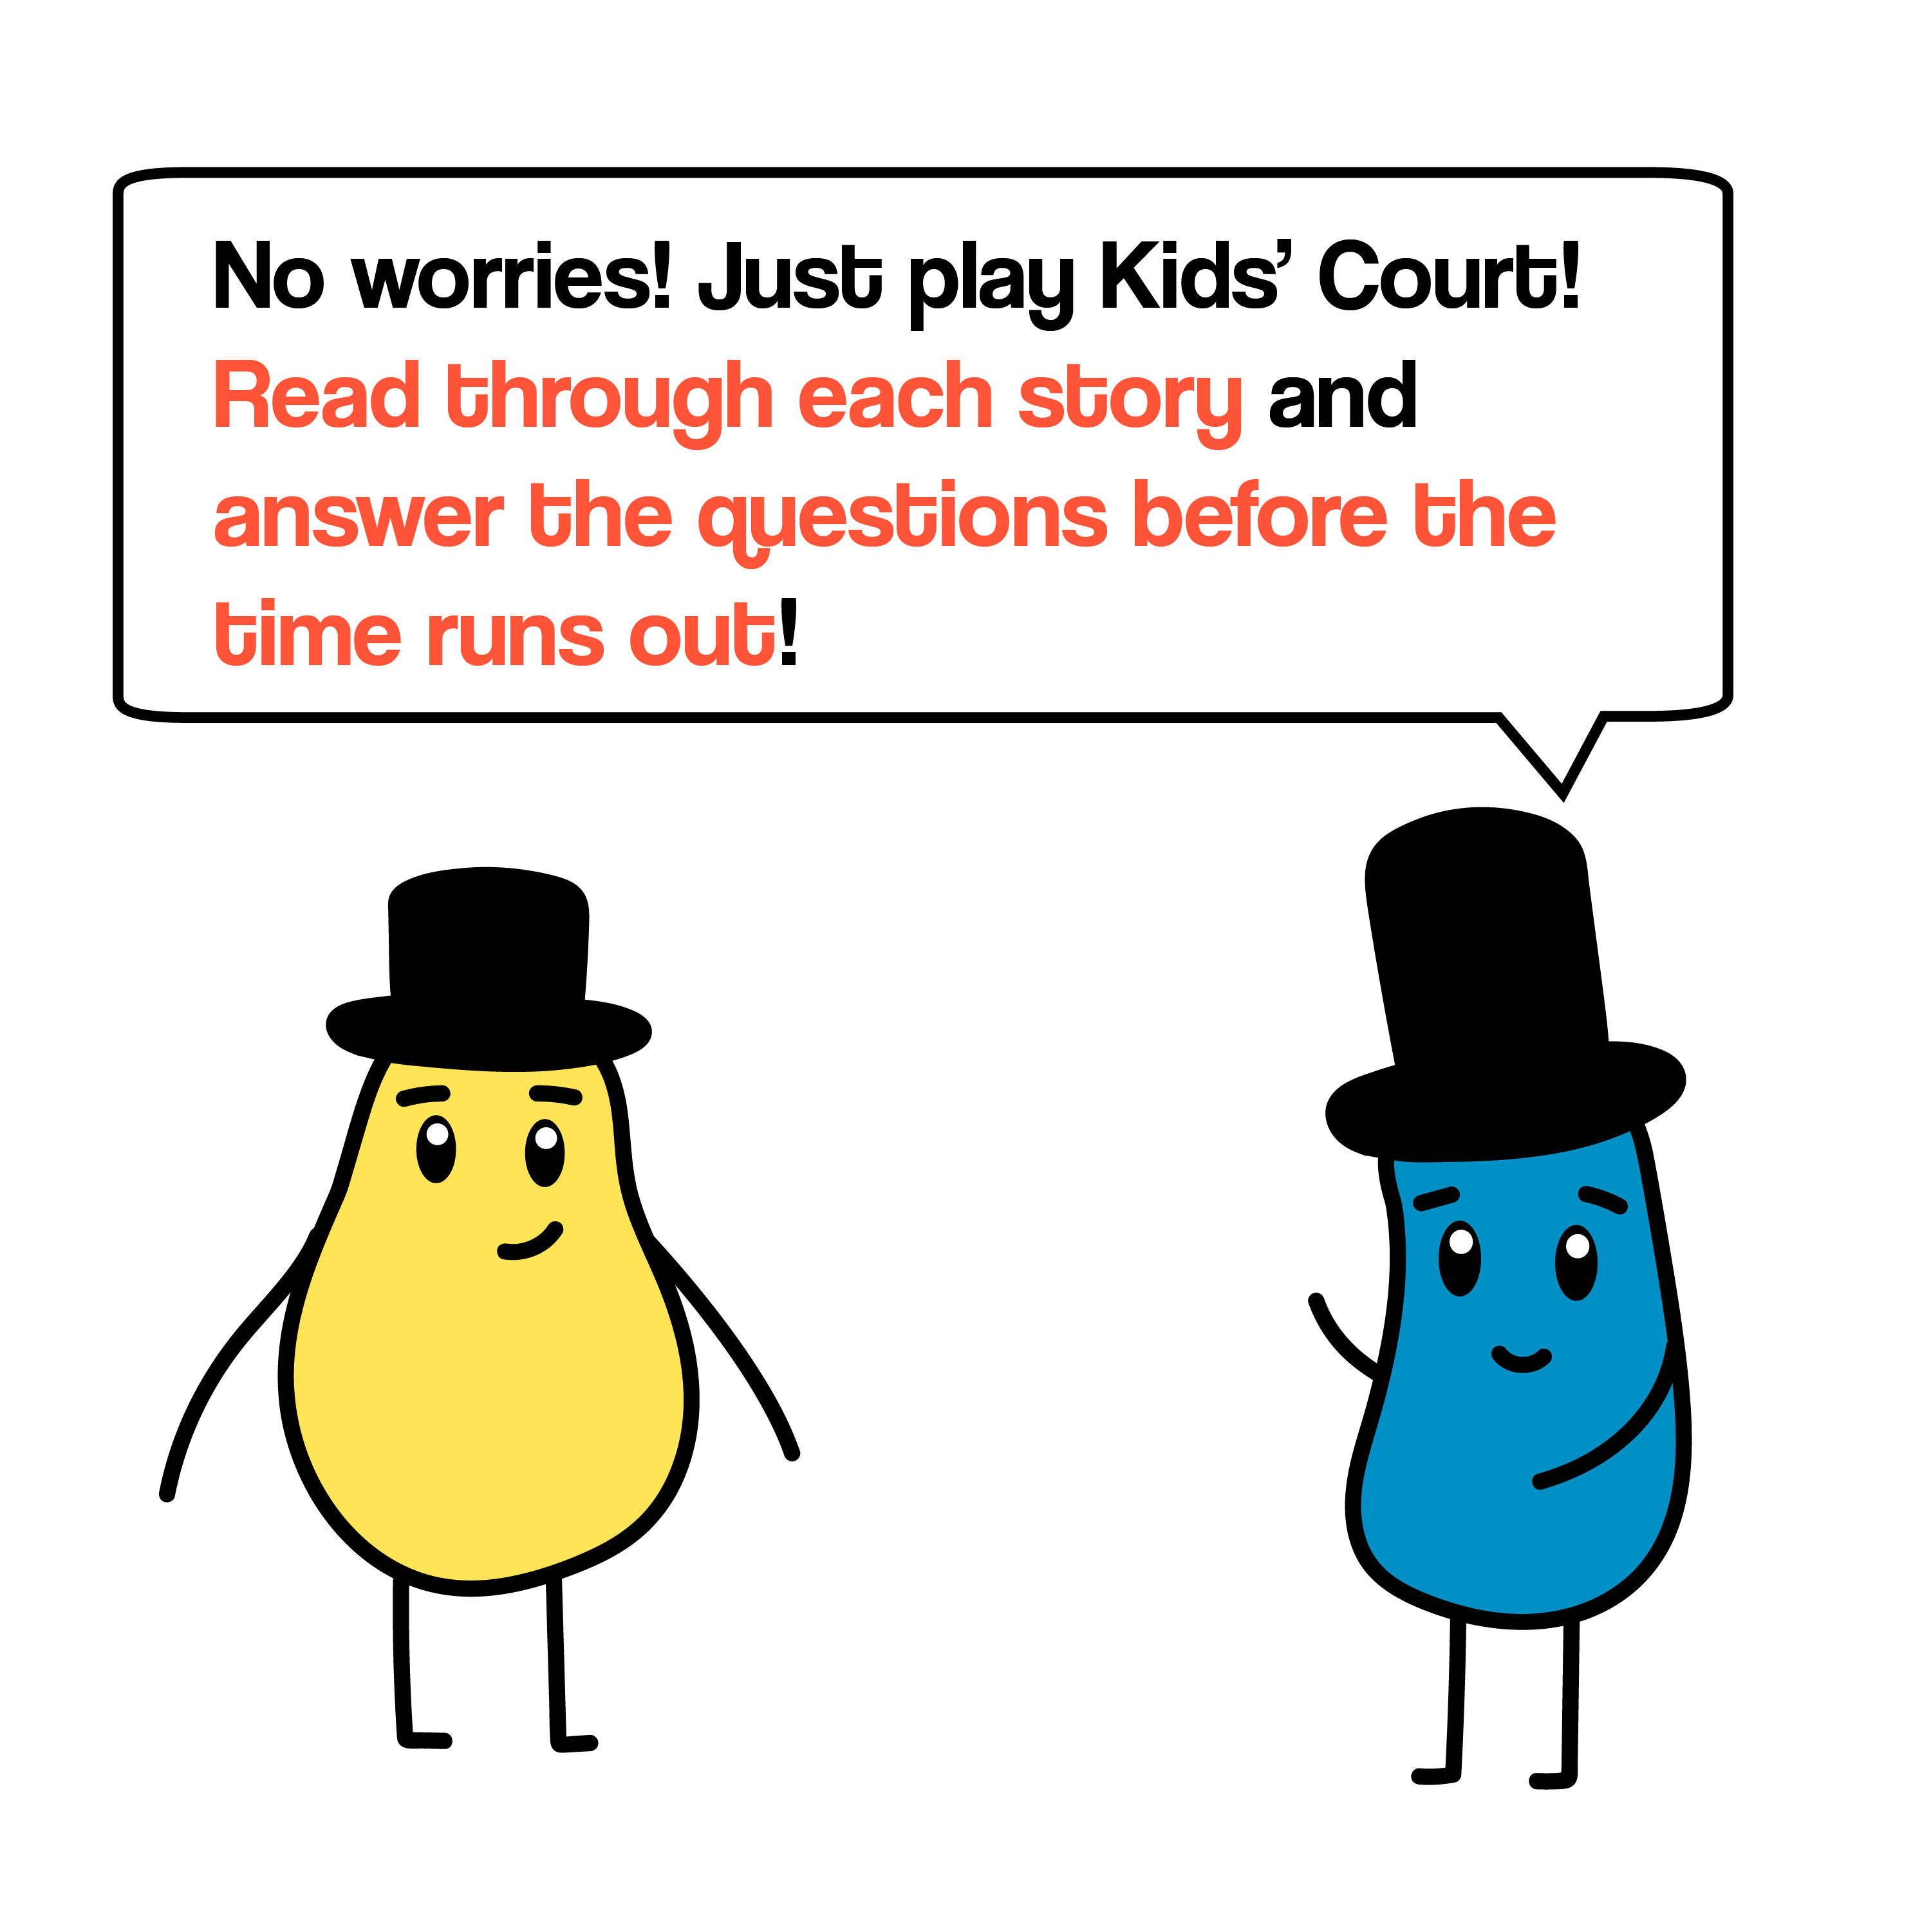 No worries! Just play Kids’ Court!
Read through each story and
answer the questions before the
time runs out!